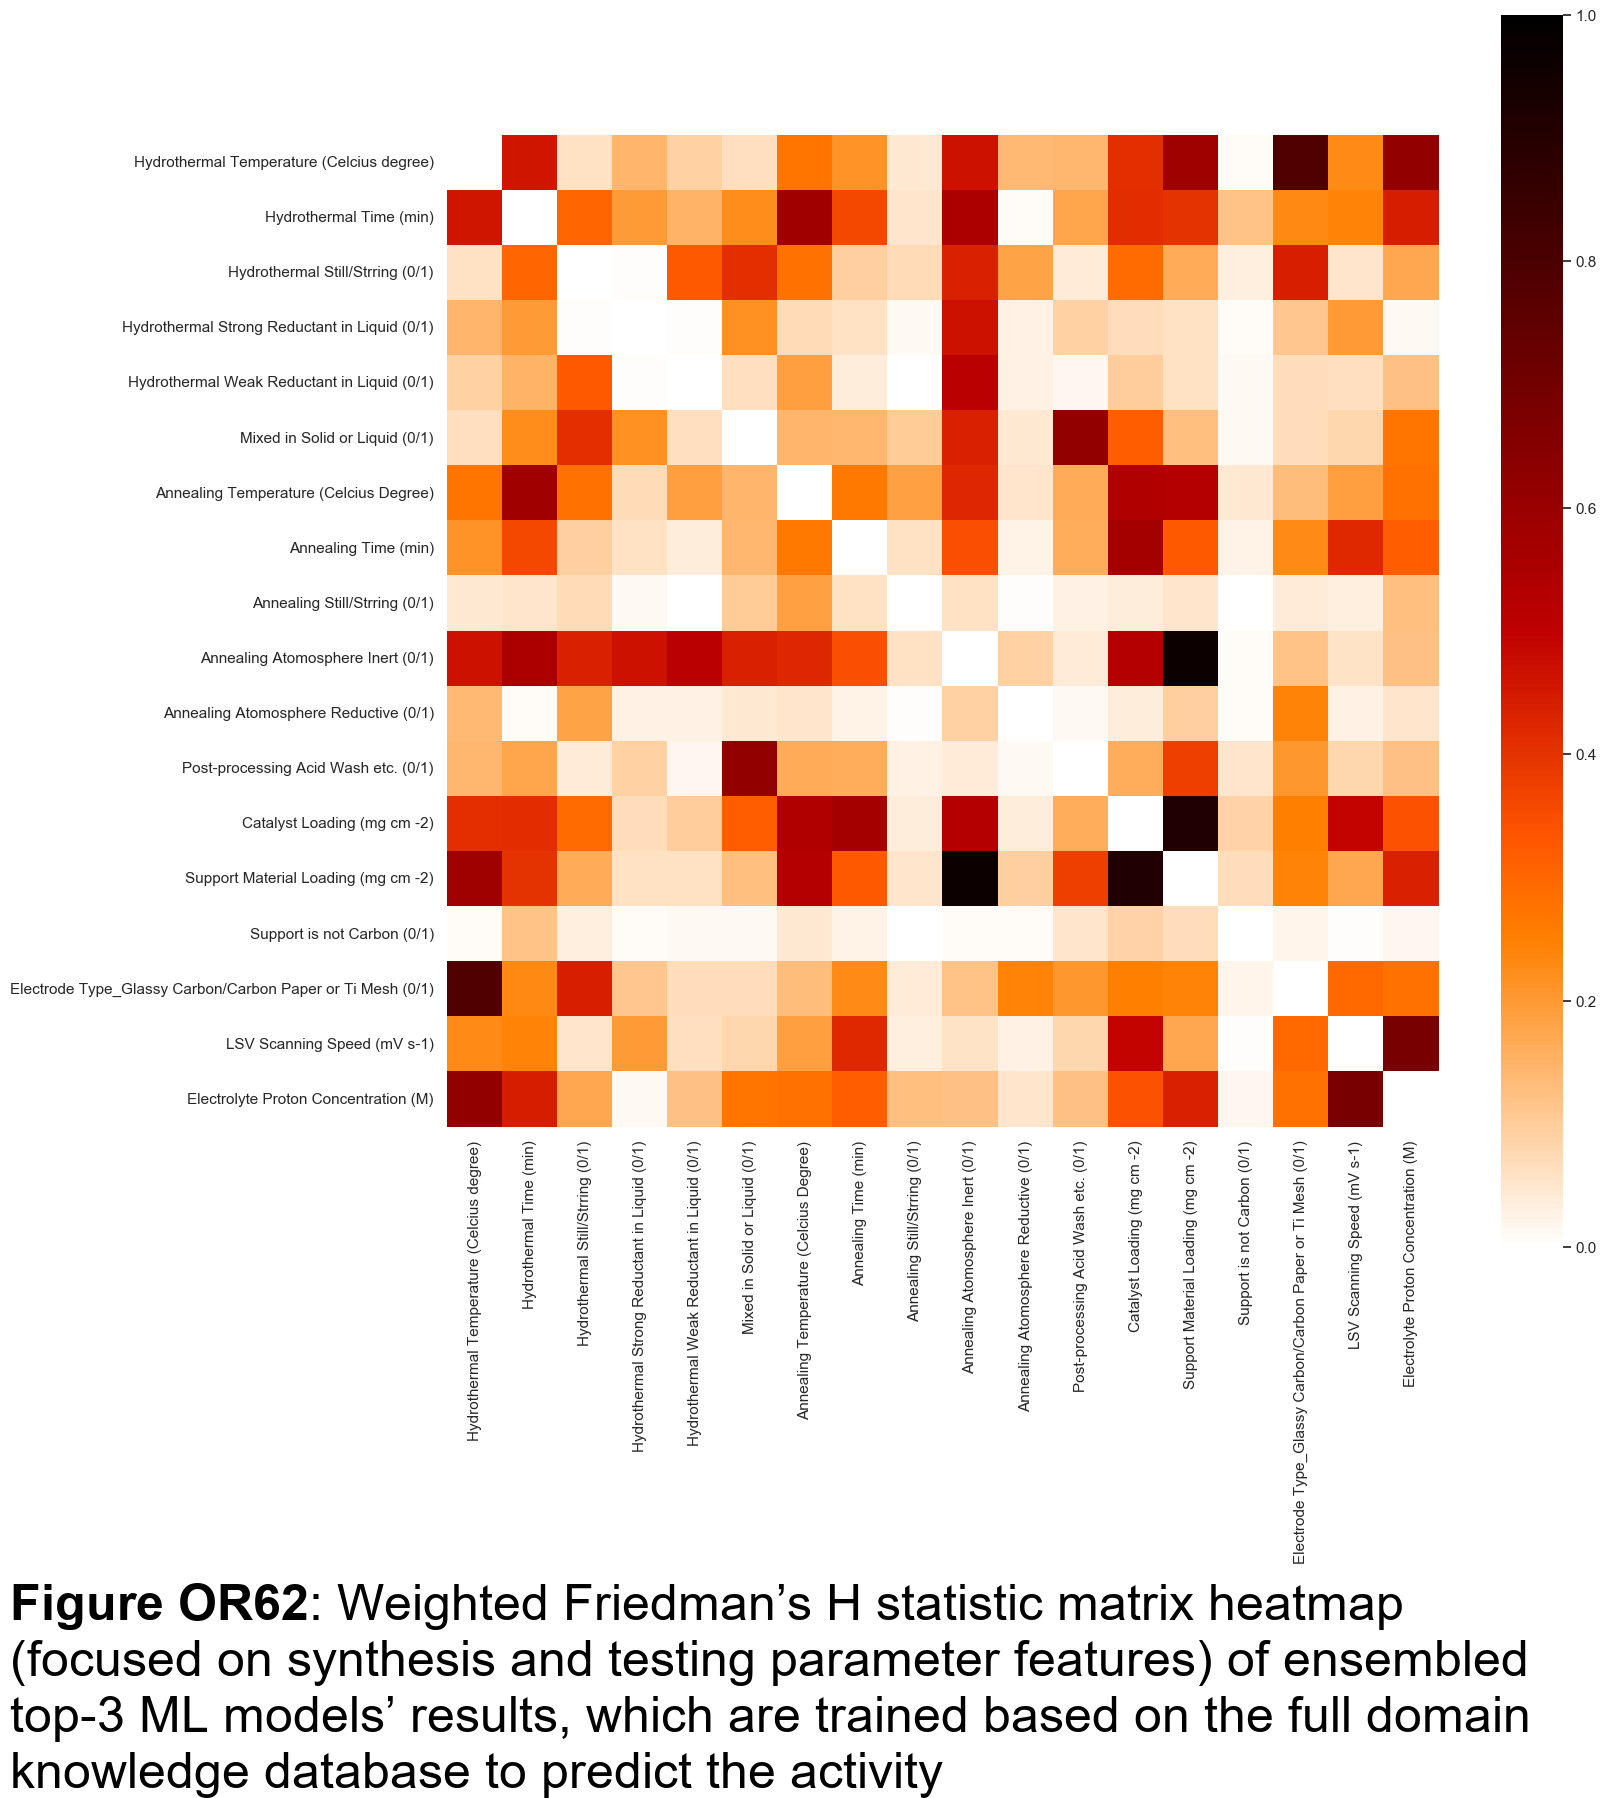 1.0
Hydrothermal Temperature (Celcius degree)
Hydrothermal Time (min)
0.8
Hydrothermal Still/Strring (0/1)
Hydrothermal Strong Reductant in Liquid (0/1)
Hydrothermal Weak Reductant in Liquid (0/1)
Mixed in Solid or Liquid (0/1)
Annealing Temperature (Celcius Degree)
0.6
Annealing Time (min)
Annealing Still/Strring (0/1)
Annealing Atomosphere Inert (0/1)
Annealing Atomosphere Reductive (0/1)
0.4
Post-processing Acid Wash etc. (0/1)
Catalyst Loading (mg cm -2)
Support Material Loading (mg cm -2)
Support is not Carbon (0/1)
Electrode Type_Glassy Carbon/Carbon Paper or Ti Mesh (0/1)
0.2
LSV Scanning Speed (mV s-1)
Electrolyte Proton Concentration (M)
0.0
Hydrothermal Temperature (Celcius degree)
Hydrothermal Time (min)
Hydrothermal Still/Strring (0/1)
Hydrothermal Strong Reductant in Liquid (0/1)
Hydrothermal Weak Reductant in Liquid (0/1)
Mixed in Solid or Liquid (0/1)
Annealing Temperature (Celcius Degree)
Annealing Time (min)
Annealing Still/Strring (0/1)
Annealing Atomosphere Inert (0/1)
Annealing Atomosphere Reductive (0/1)
Post-processing Acid Wash etc. (0/1)
Catalyst Loading (mg cm -2)
Support Material Loading (mg cm -2)
Support is not Carbon (0/1)
Electrode Type_Glassy Carbon/Carbon Paper or Ti Mesh (0/1)
LSV Scanning Speed (mV s-1)
Electrolyte Proton Concentration (M)
Figure OR62: Weighted Friedman’s H statistic matrix heatmap
(focused on synthesis and testing parameter features) of ensembled
top-3 ML models’ results, which are trained based on the full domain
knowledge database to predict the activity